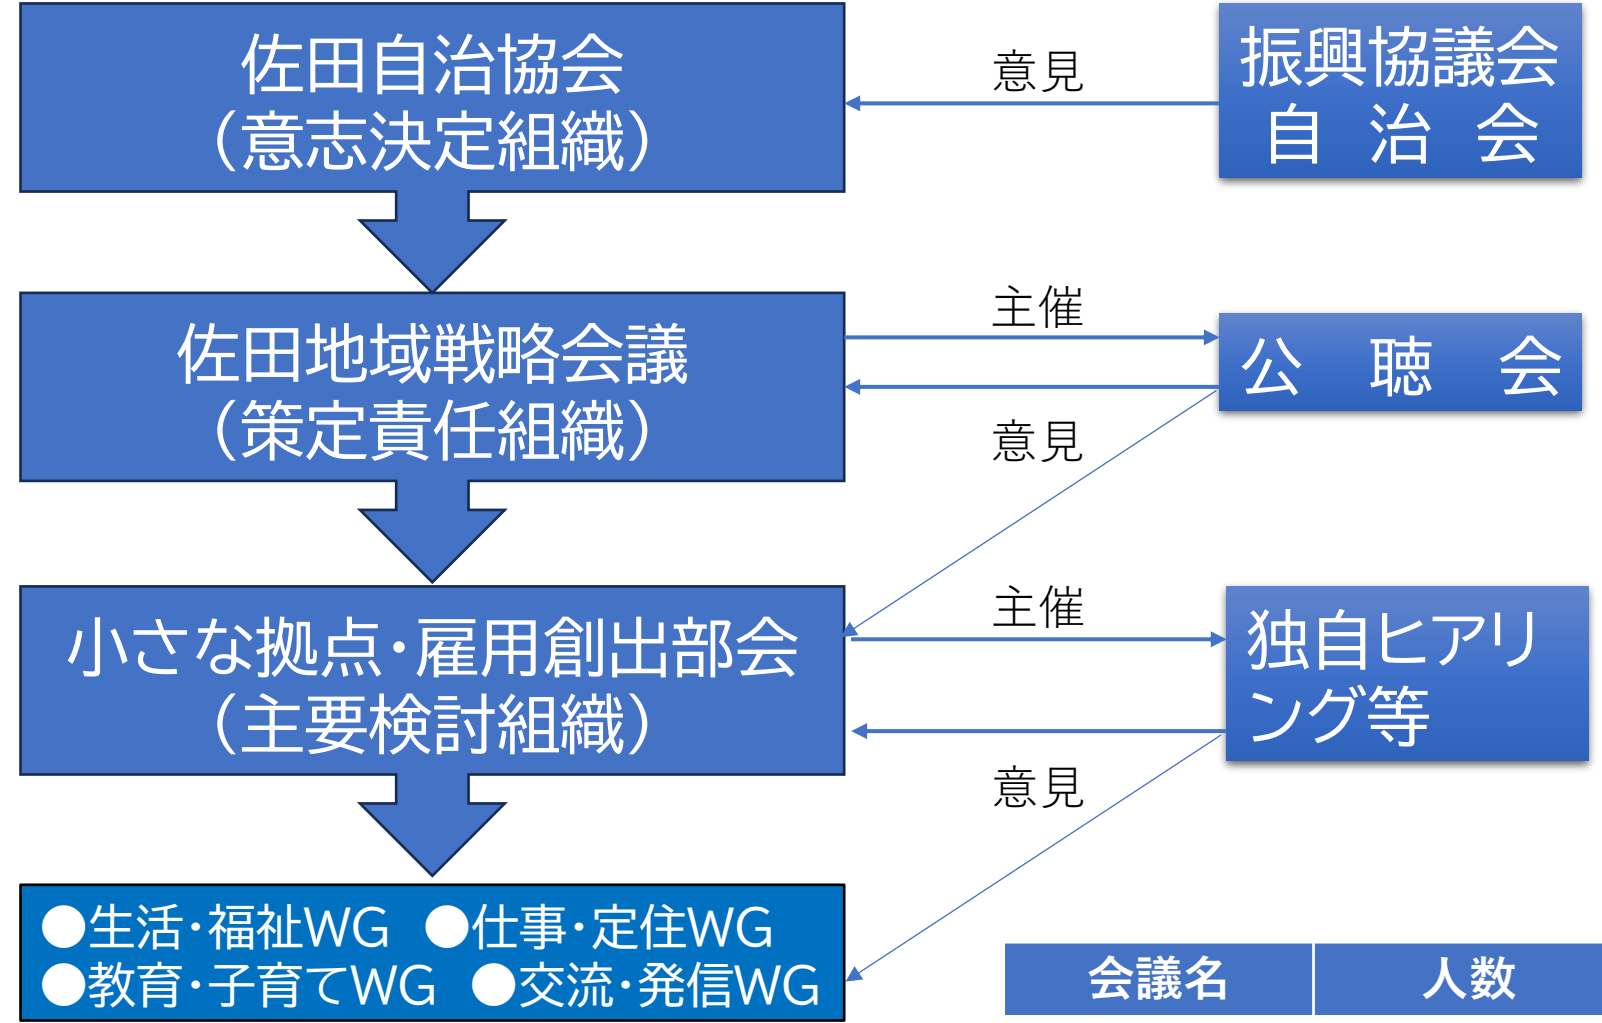 佐田自治協会
（意志決定組織）
意見
振興協議会
自 治 会
佐田地域戦略会議
（策定責任組織）
主催
公 聴 会
意見
小さな拠点・雇用創出部会
（主要検討組織）
主催
独自ヒアリ
ング等
意見
●生活・福祉WG ●仕事・定住WG
●教育・子育てWG ●交流・発信WG
会議名 人数